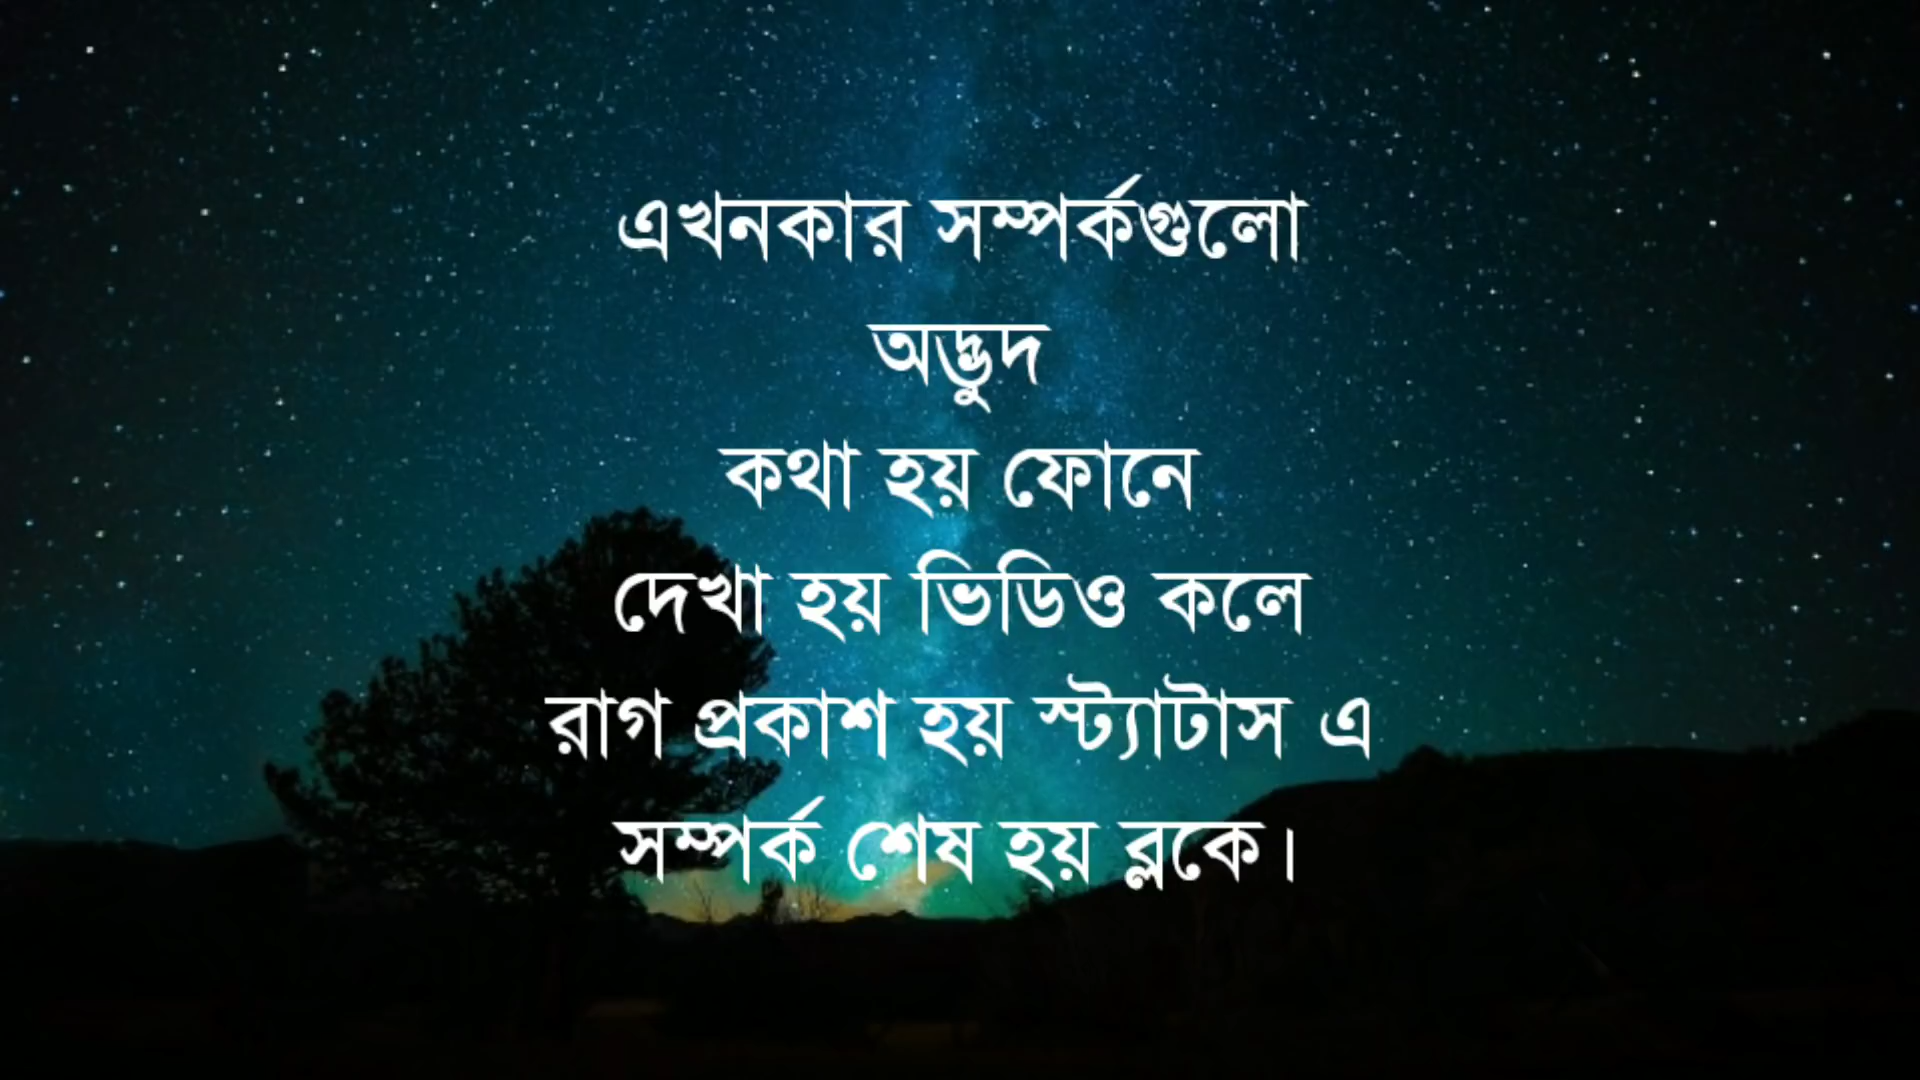 এখনকার সম্পর্কগুলো
অদ্ভুদ
কথা হয় ফোনে
দেখা হয় ভিডিও কলে
রাগ প্রকাশ হয় স্ট্যাটাস এ
সম্পর্ক শেষ হয় ব্লকে।